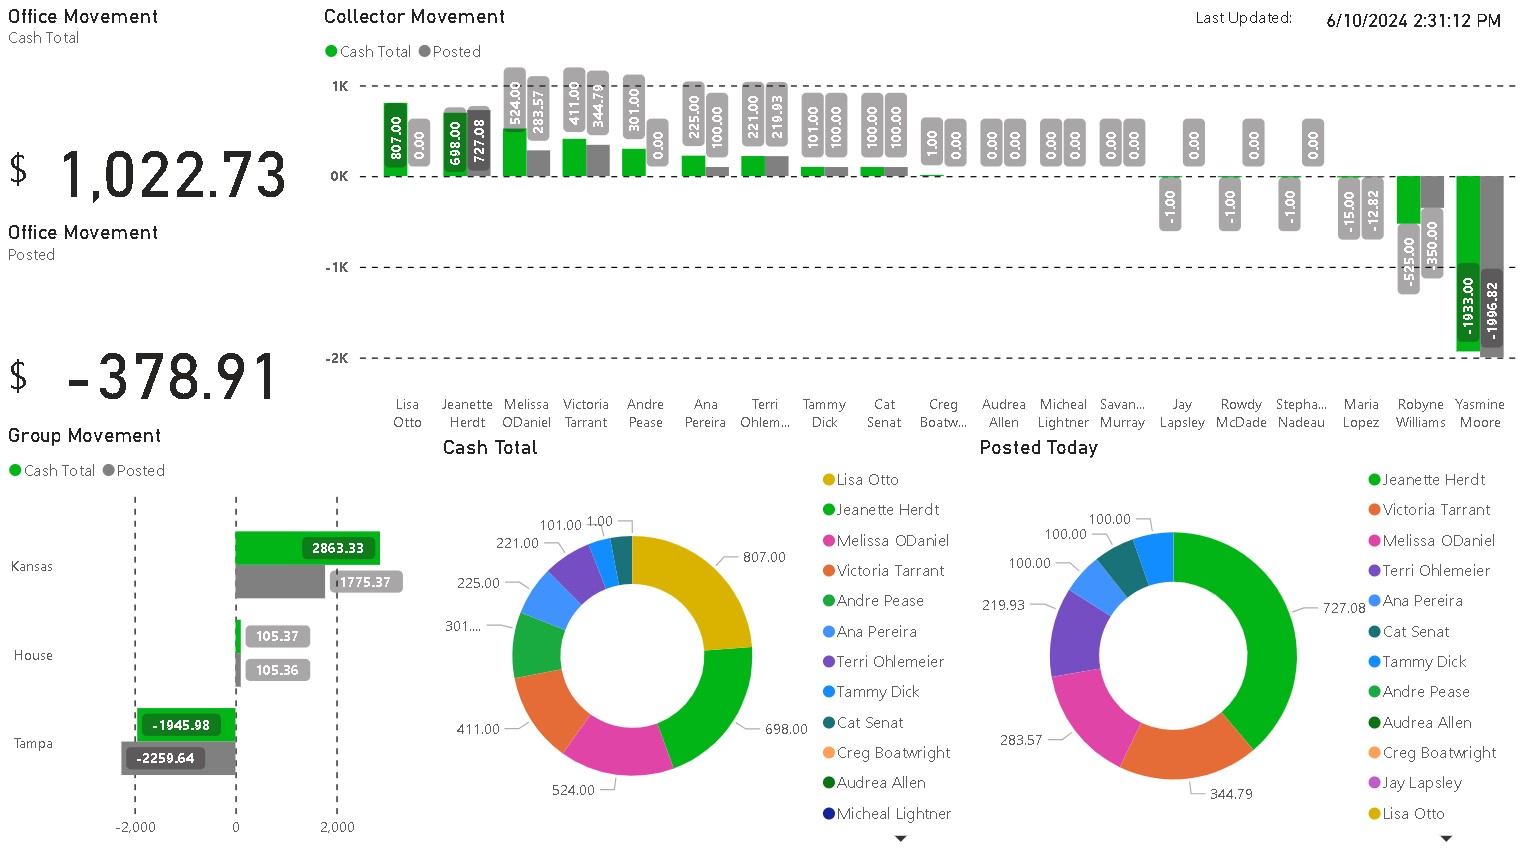 Office Movement
Cash Total
$ 1,022.73
Office Movement
Posted
$ -378.91
Collector Movement
Last Updated: 6/10/2024 2:31:12 PM
Cash Total Posted
1K
0K
-1K
-2K
807.00 0.00
698.00 727.08
524.00 283.57
411.00 344.79
301.00 0.00
225.00 100.00
221.00 219.93
101.00 100.00
100.00 100.00
1.00 0.00
0.00 0.00
0.00 0.00
0.00 0.00
-1.00 0.00
-1.00 0.00
-1.00 0.00
-15.00 -12.82
-525.00 -350.00
-1933.00 -1996.82
Lisa
Otto
Jeanette
Herdt
Melissa
ODaniel
Victoria
Tarrant
Andre
Pease
Ana
Pereira
Terri
Ohlem...
Tammy
Dick
Cat
Senat
Creg
Boatw...
Audrea
Allen
Micheal
Lightner
Savan...
Murray
Jay
Lapsley
Rowdy
McDade
Stepha...
Nadeau
Maria
Lopez
Robyne
Williams
Yasmine
Moore
Group Movement
Cash Total Posted
Kansas
2863.33
1775.37
House
105.37
105.36
Tampa
-1945.98
-2259.64
-2,000 0 2,000
Cash Total
807.00
698.00
524.00
411.00
301....
225.00
221.00
101.00
1.00
Lisa Otto
Jeanette Herdt
Melissa ODaniel
Victoria Tarrant
Andre Pease
Ana Pereira
Terri Ohlemeier
Tammy Dick
Cat Senat
Creg Boatwright
Audrea Allen
Micheal Lightner
Posted Today
727.08
344.79
283.57
219.93
100.00
100.00
100.00
Jeanette Herdt
Victoria Tarrant
Melissa ODaniel
Terri Ohlemeier
Ana Pereira
Cat Senat
Tammy Dick
Andre Pease
Audrea Allen
Creg Boatwright
Jay Lapsley
Lisa Otto